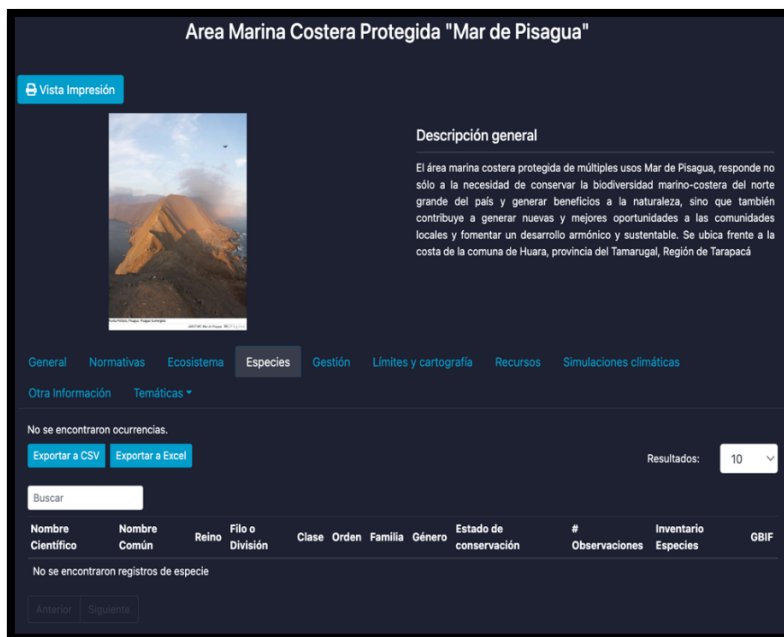 Area Marina Costera Protegida "Mar de Pisagua"
Vista Impresión
Descripción general
El área marina costera protegida de múltiples usos Mar de Pisagua, responde no
sólo a la necesidad de conservar la biodiversidad marino-costera del norte
grande del país y generar beneficios a la naturaleza, sino que también
contribuye a generar nuevas y mejores oportunidades a las comunidades
locales y fomentar un desarrollo armónico y sustentable. Se ubica frente a la
costa de la comuna de Huara, provincia del Tamarugal, Región de Tarapacá
General Normativas Ecosistema Especies Gestión Límites y cartografía Recursos Simulaciones climáticas
Otra Información Temáticas
No se encontraron ocurrencias.
Exportar a CSV Exportar a Excel Resultados: 10
Buscar
Nombre Científico Nombre Común Reino Filo o División Clase Orden Familia Género Estado de conservación # Observaciones Inventario Especies GBIF
No se encontraron registros de especie
Anterior Siguiente